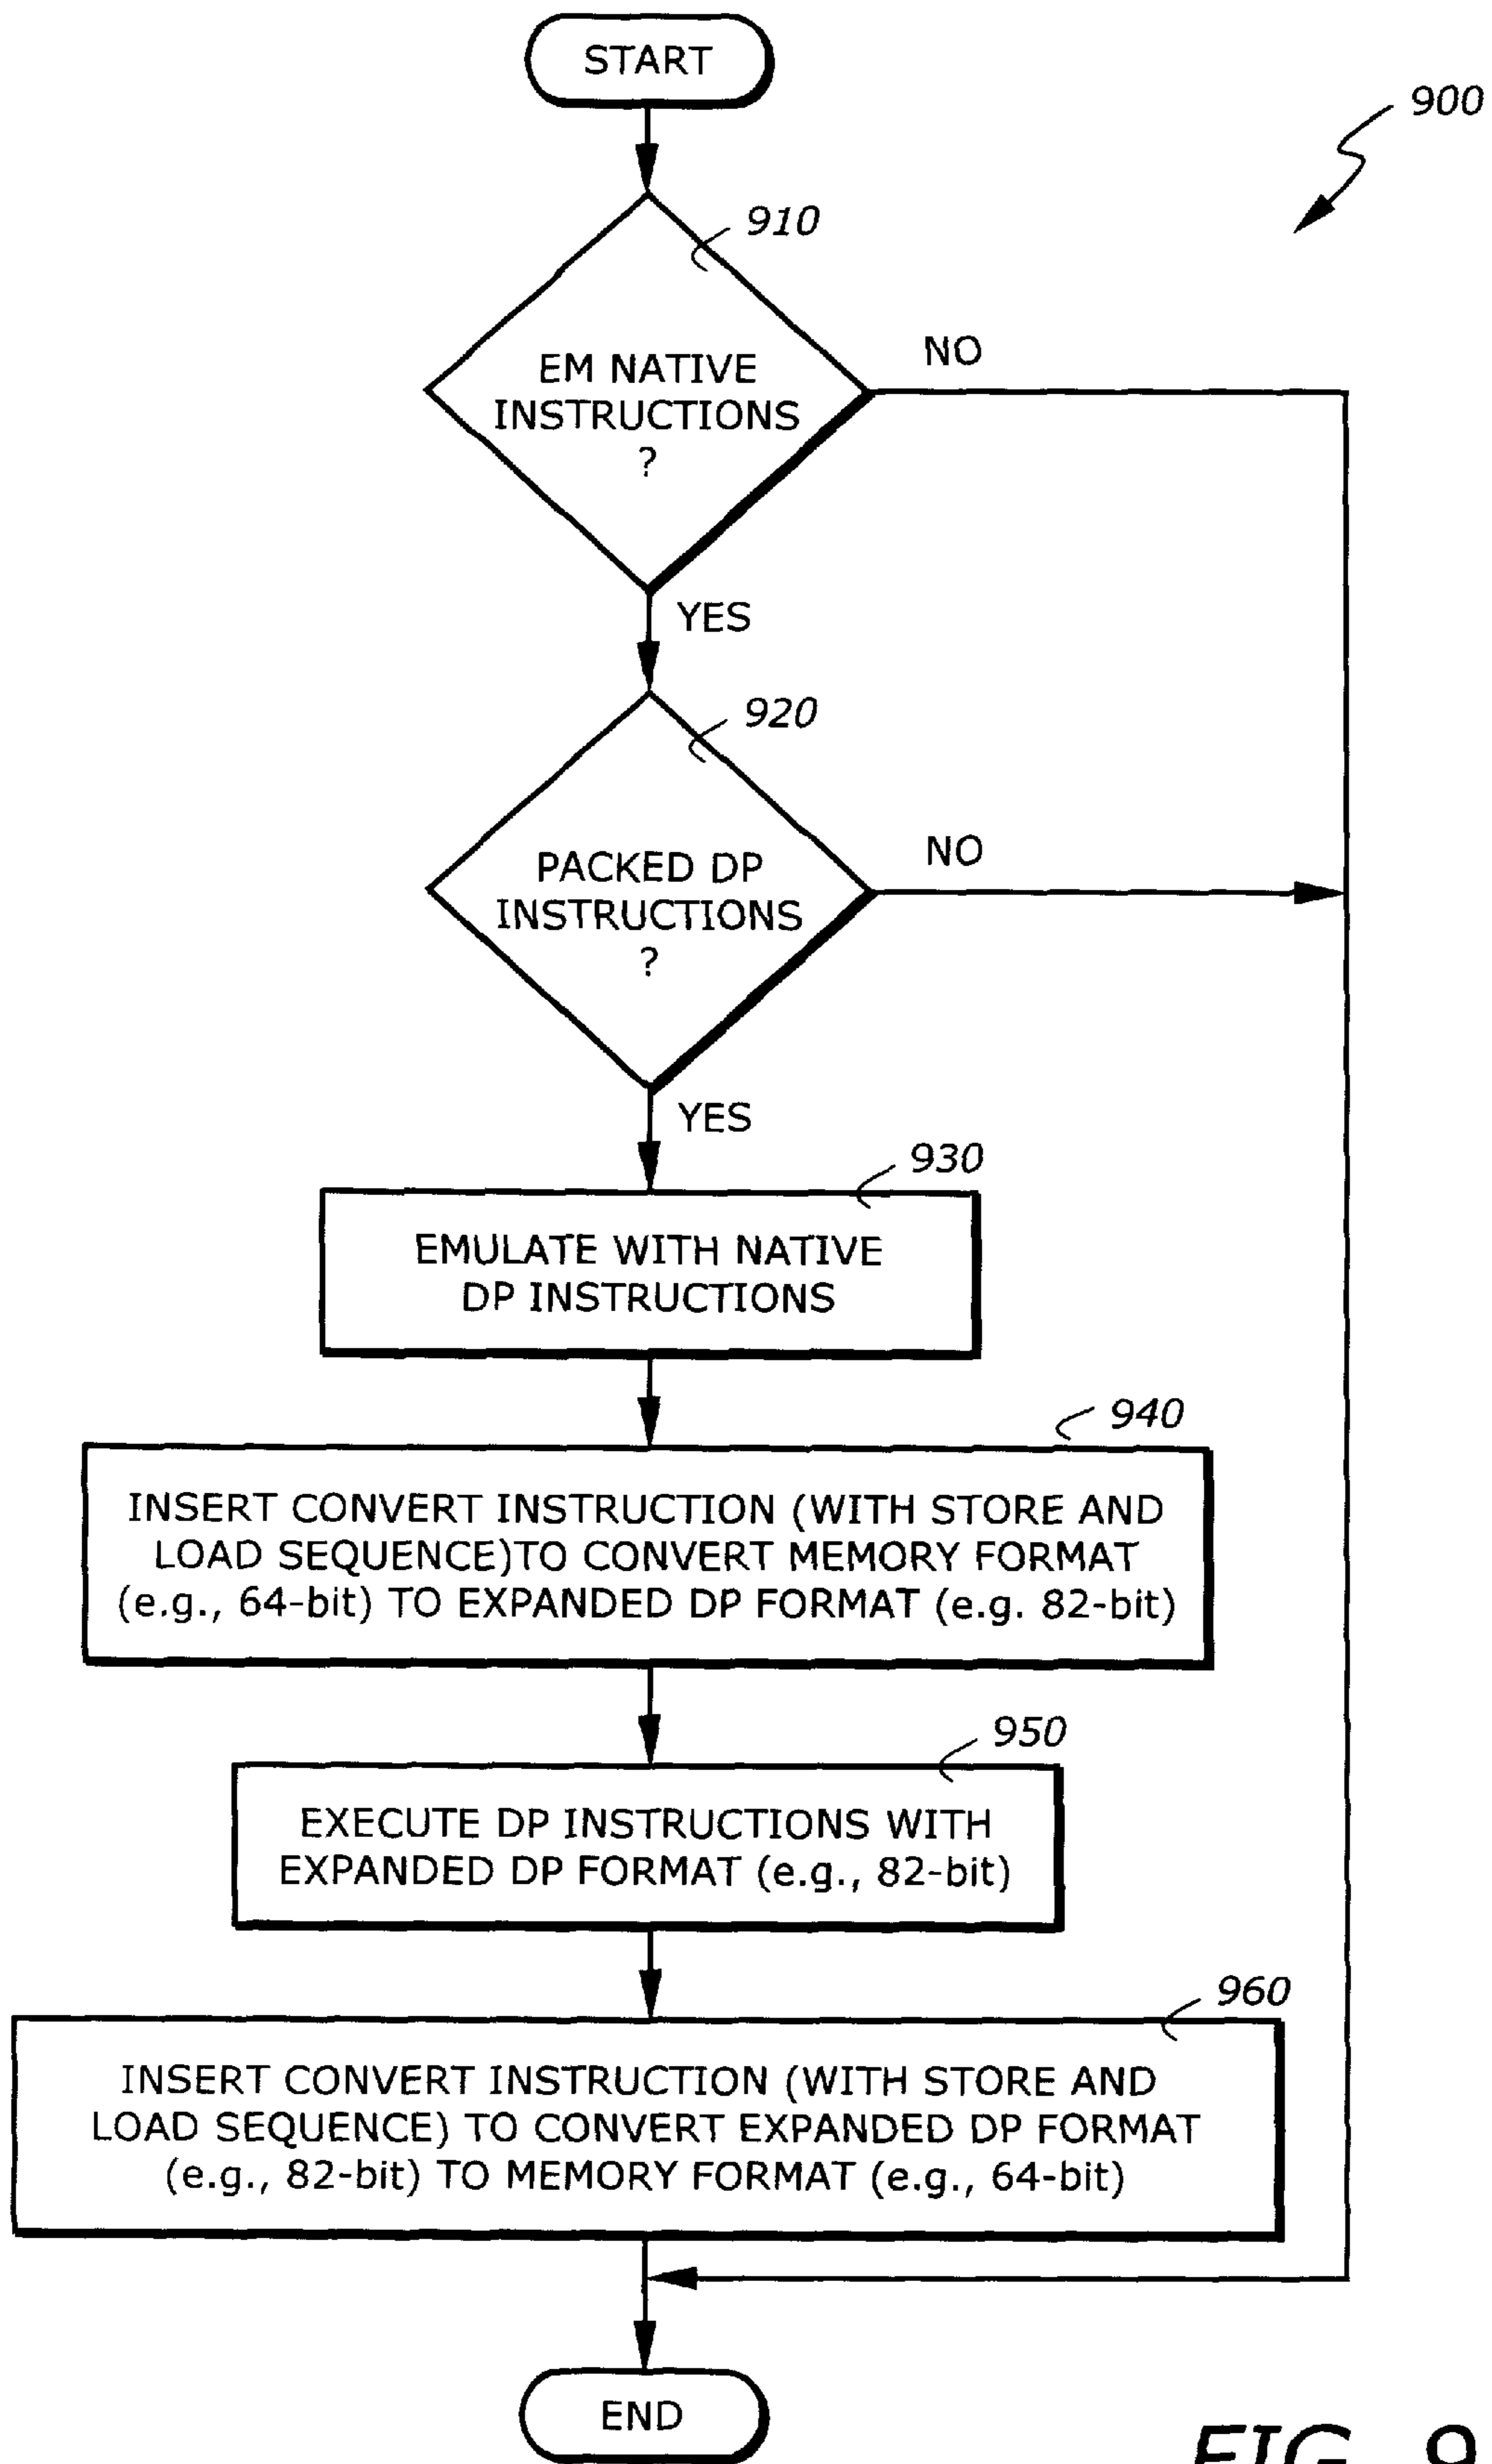 START
900
910
EM NATIVE
INSTRUCTIONS
?
NO
YES
920
PACKED DP
INSTRUCTIONS
?
NO
YES
930
EMULATE WITH NATIVE
DP INSTRUCTIONS
940
INSERT CONVERT INSTRUCTION (WITH STORE AND
LOAD SEQUENCE)TO CONVERT MEMORY FORMAT
(e.g., 64-bit) TO EXPANDED DP FORMAT (e.g. 82-bit)
950
EXECUTE DP INSTRUCTIONS WITH
EXPANDED DP FORMAT (e.g., 82-bit)
960
INSERT CONVERT INSTRUCTION (WITH STORE AND
LOAD SEQUENCE) TO CONVERT EXPANDED DP FORMAT
(e.g., 82-bit) TO MEMORY FORMAT (e.g., 64-bit)
END
FIG. 9